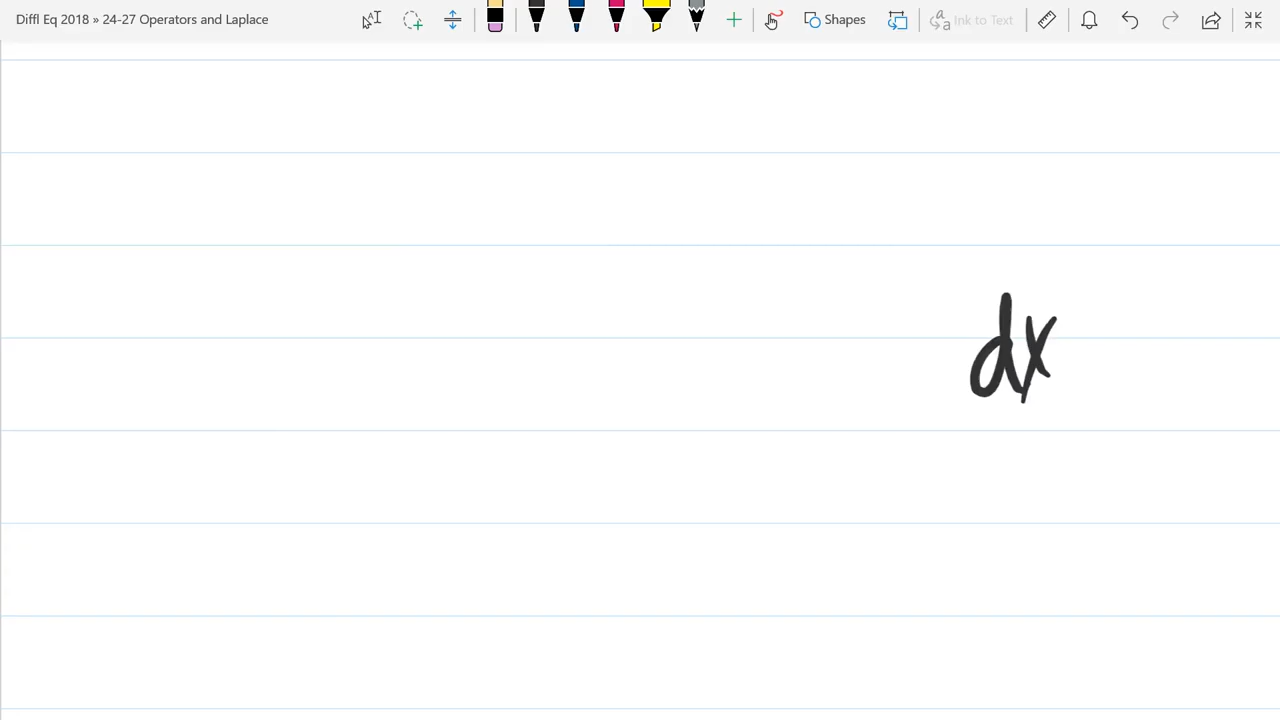 Diffl Eq 2018 » 24-27 Operators and Laplace
Shapes
Ink to Text
dx